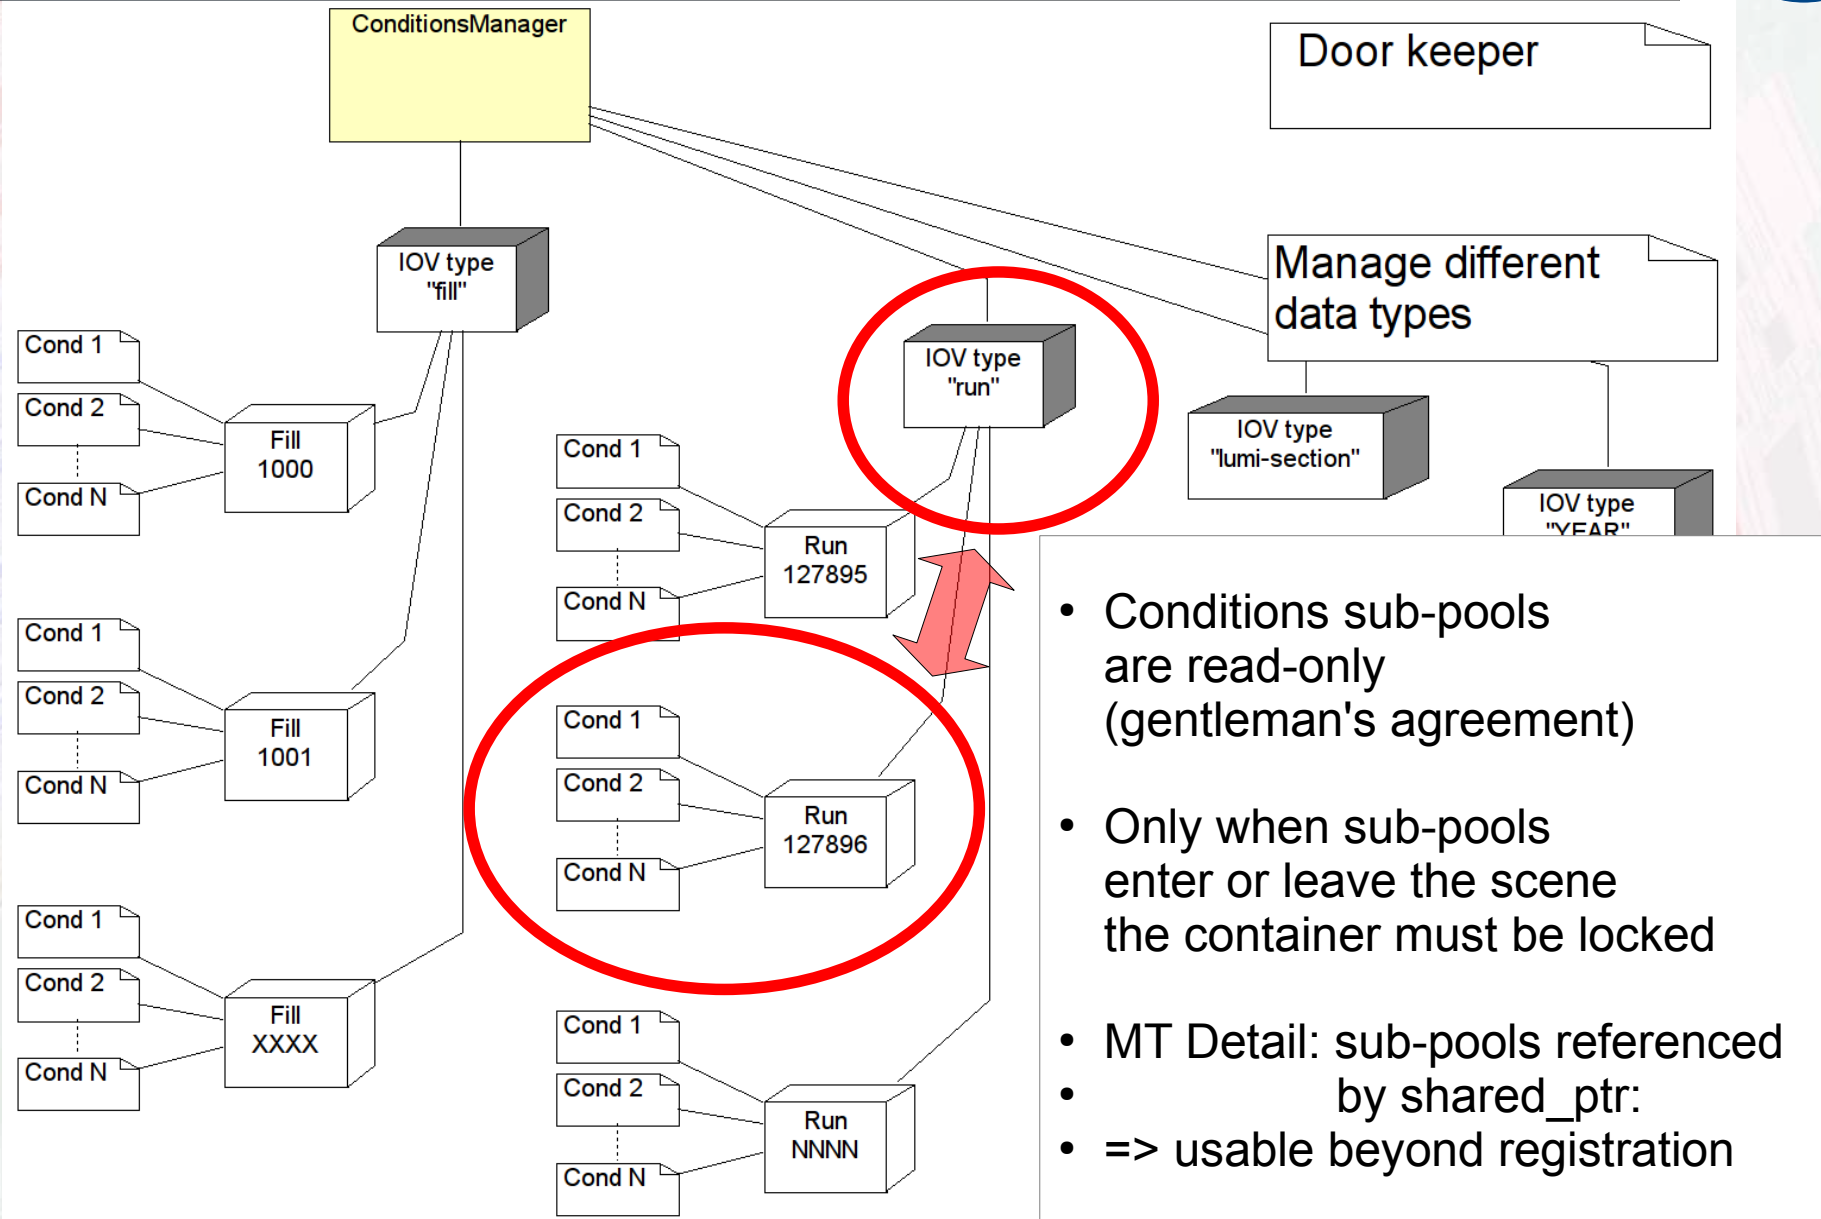 ConditionsManager
Door keeper
IOV type
"fill"
Manage different
data types
IOV type
"run"
IOV type
"lumi-section"
IOV type
"YEAR"
Cond 1
Cond 2
Cond N
Fill
1000
Cond 1
Cond 2
Cond N
Fill
1001
Cond 1
Cond 2
Cond N
Fill
XXXX
Cond 1
Cond 2
Cond N
Run
127895
Cond 1
Cond 2
Cond N
Run
127896
Cond 1
Cond 2
Cond N
Run
NNNN
• Conditions sub-pools
are read-only
(gentleman's agreement)
• Only when sub-pools
enter or leave the scene
the container must be locked
• MT Detail: sub-pools referenced
• by shared_ptr:
• => usable beyond registration